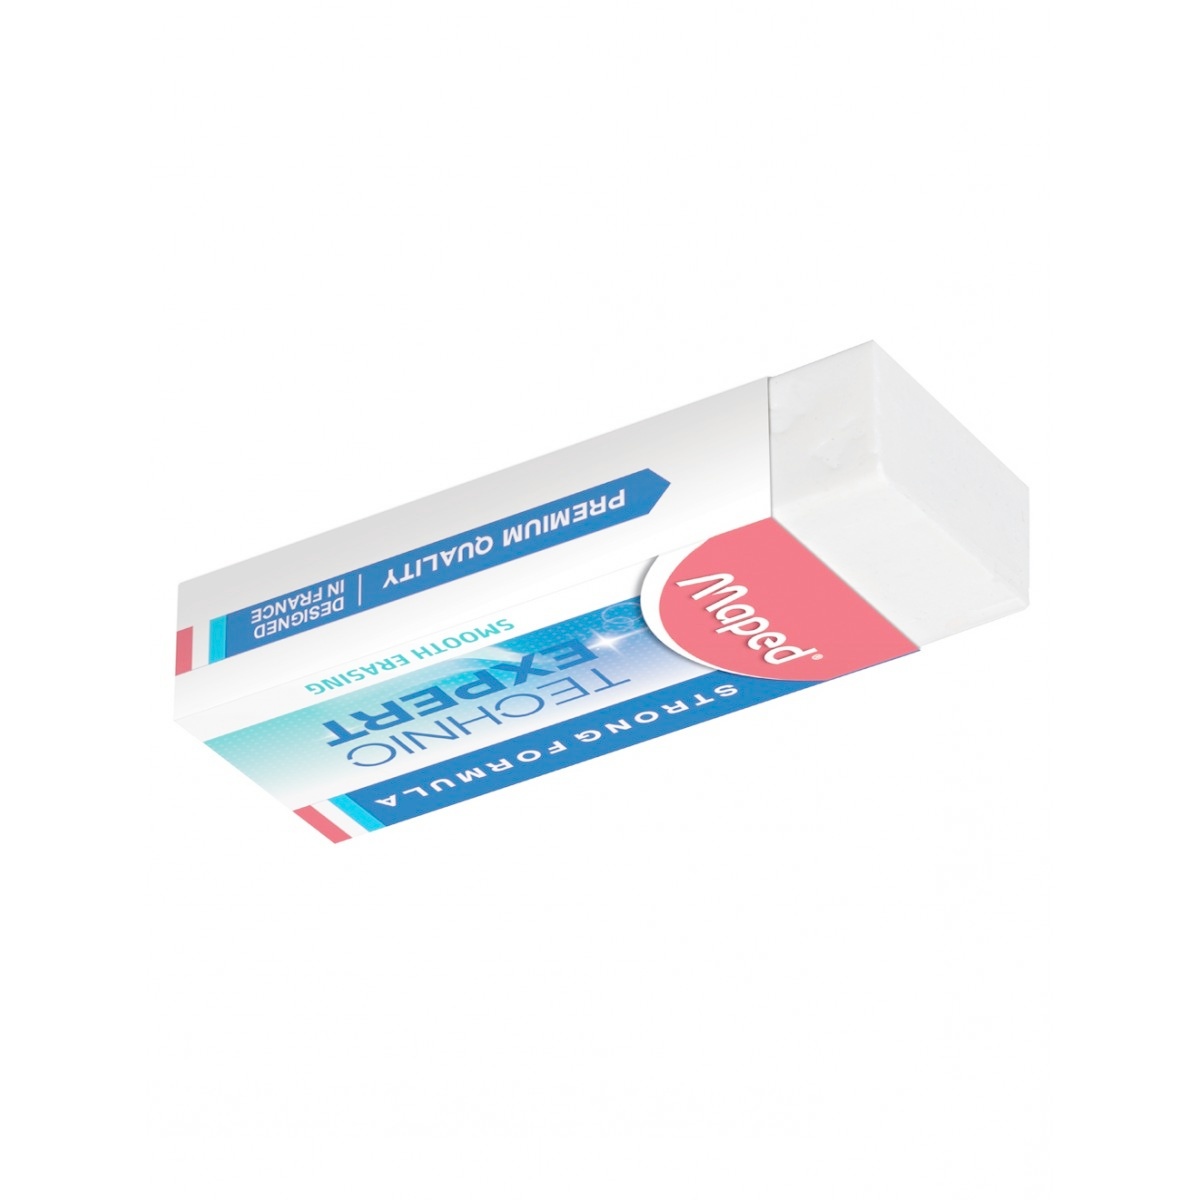 Maped®
STRONG FORMULA
TECHNIC
EXPERT
SMOOTH ERASING
PREMIUM QUALITY
DESIGNED
IN FRANCE